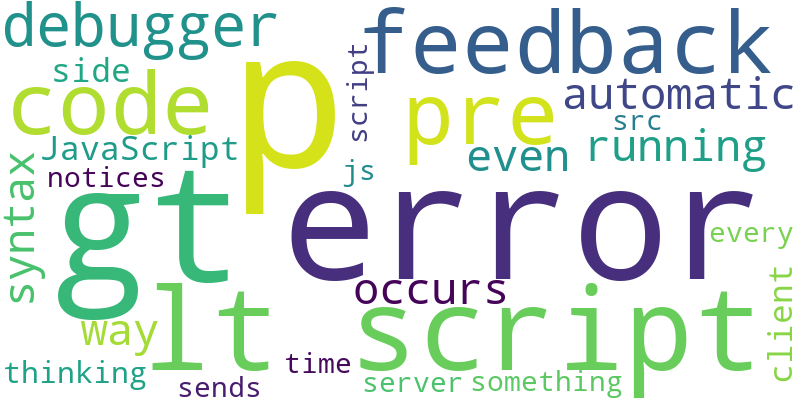 debugger
p
feedback
side
code
script
pre
automatic
src
JavaScript
js
even
running
notices
syntax
gt
error
every
occurs
way
lt
script
client
thinking
time
sends
server
something